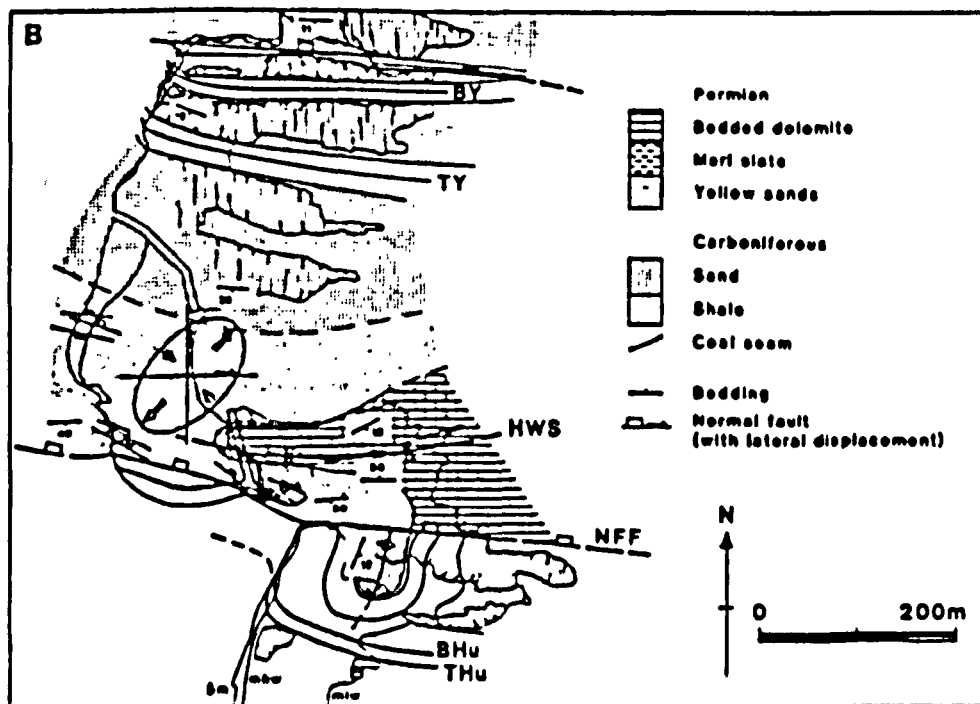 B
BY
TY
HWS
NFF
BHu
THu
Permian
Bedded dolomite
Marl slate
Yellow sands
Carboniferous
Sand
Shale
Coal seam
Bedding
Normal fault
(with lateral displacement)
N
0 200m